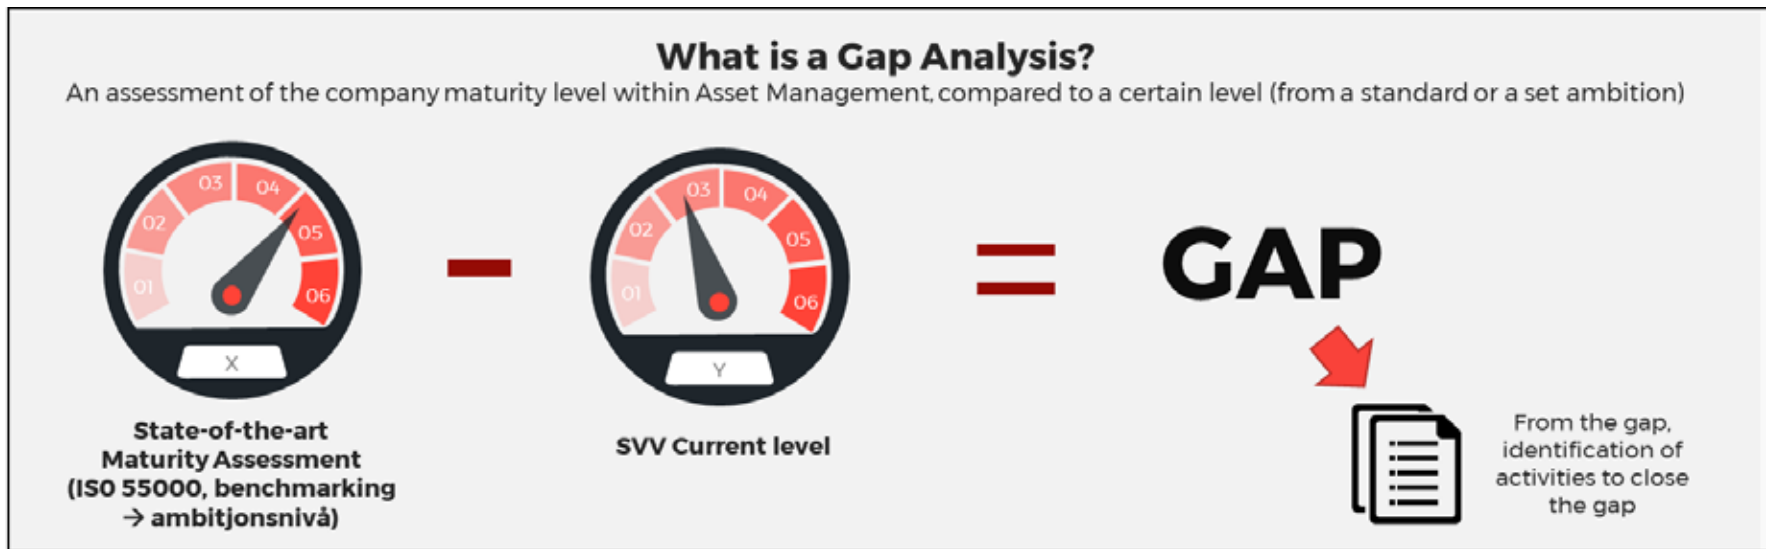 What is a Gap Analysis?
An assessment of the company maturity level within Asset Management, compared to a certain level (from a standard or a set ambition)
01
02
03
04
05
06
X
State-of-the-art
Maturity Assessment
(ISO 55000, benchmarking
→ ambitjonsnivå)
01
02
03
04
05
06
Y
SVV Current level
GAP
From the gap,
identification of
activities to close
the gap